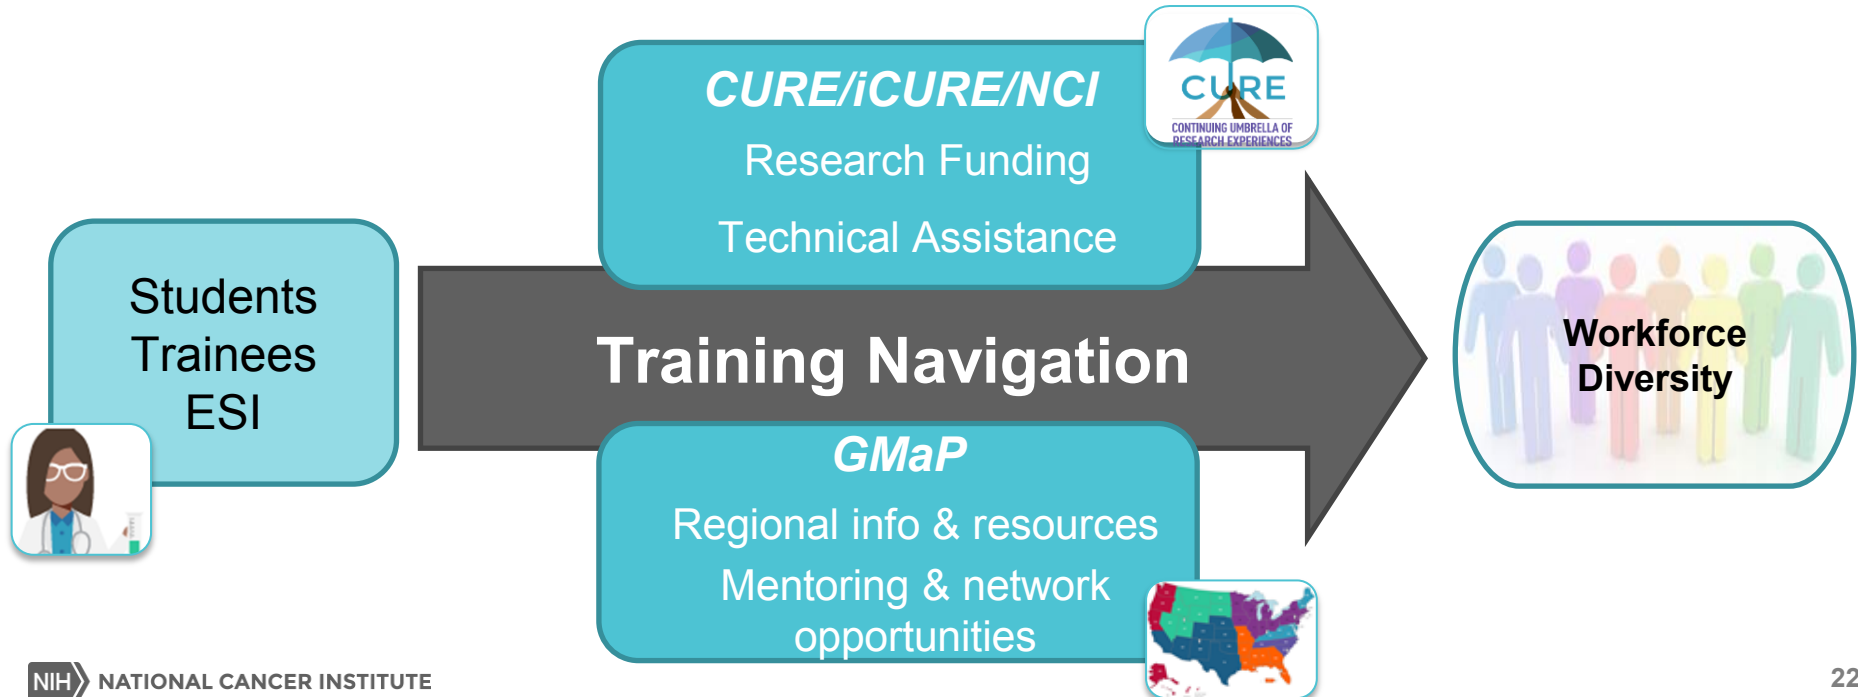 CURE/iCURE/NCI
Research Funding
Technical Assistance
CURE
CONTINUING UMBRELLA OF
RESEARCH EXPERIENCES
Students
Trainees
ESI
Training Navigation
Workforce
Diversity
GMaP
Regional info & resources
Mentoring & network
opportunities
NIH NATIONAL CANCER INSTITUTE
22